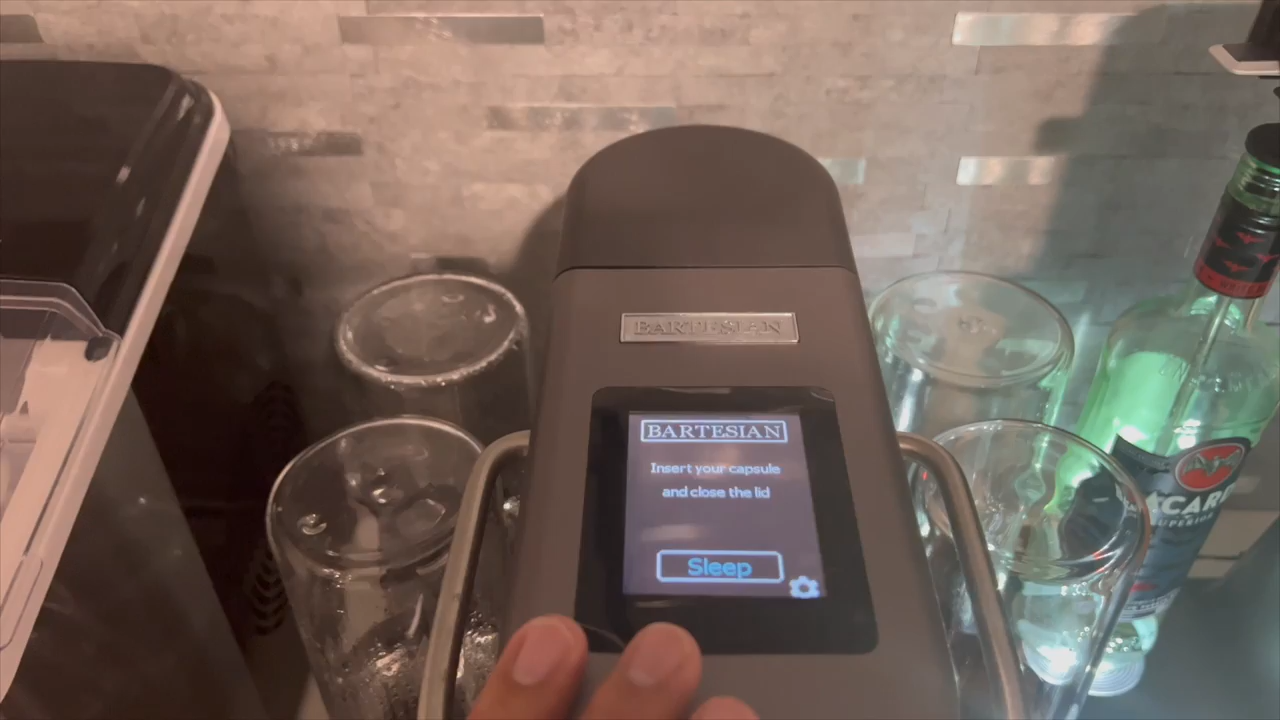 BARTESIAN
BARTESIAN
Insert your capsule
and close the lid
Sleep